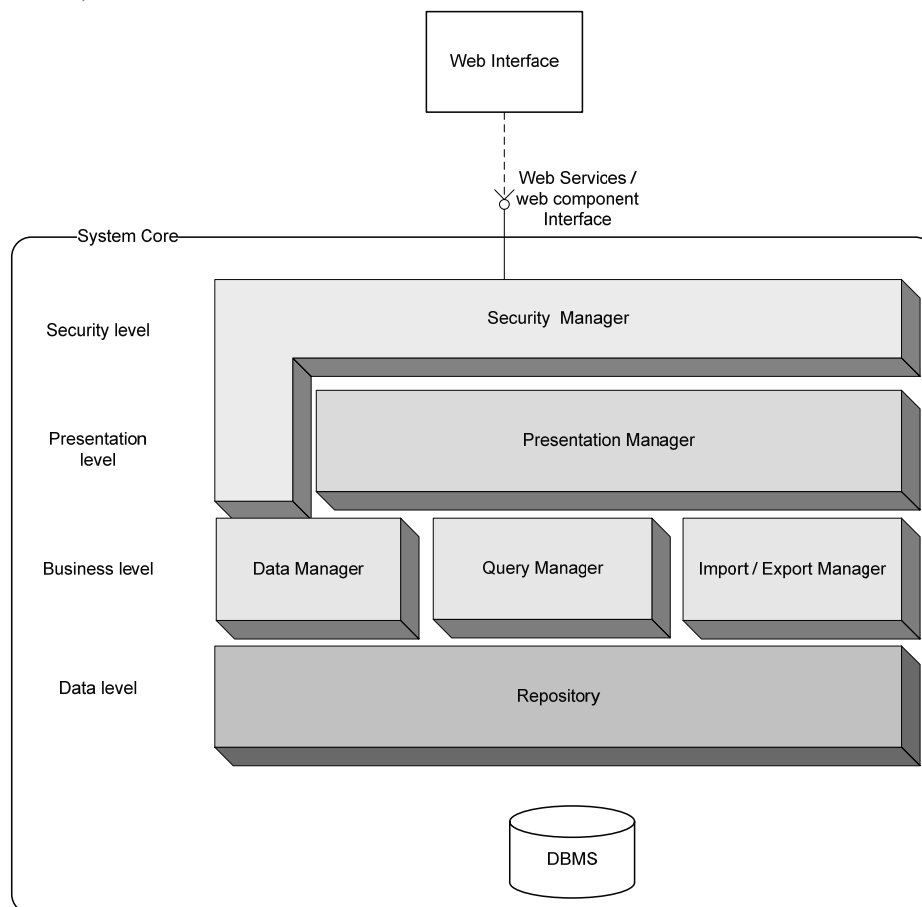 Web Interface
Web Services /
web component
Interface
System Core
Security level
Security Manager
Presentation
level
Presentation Manager
Business level
Data Manager
Query Manager
Import / Export Manager
Data level
Repository
DBMS